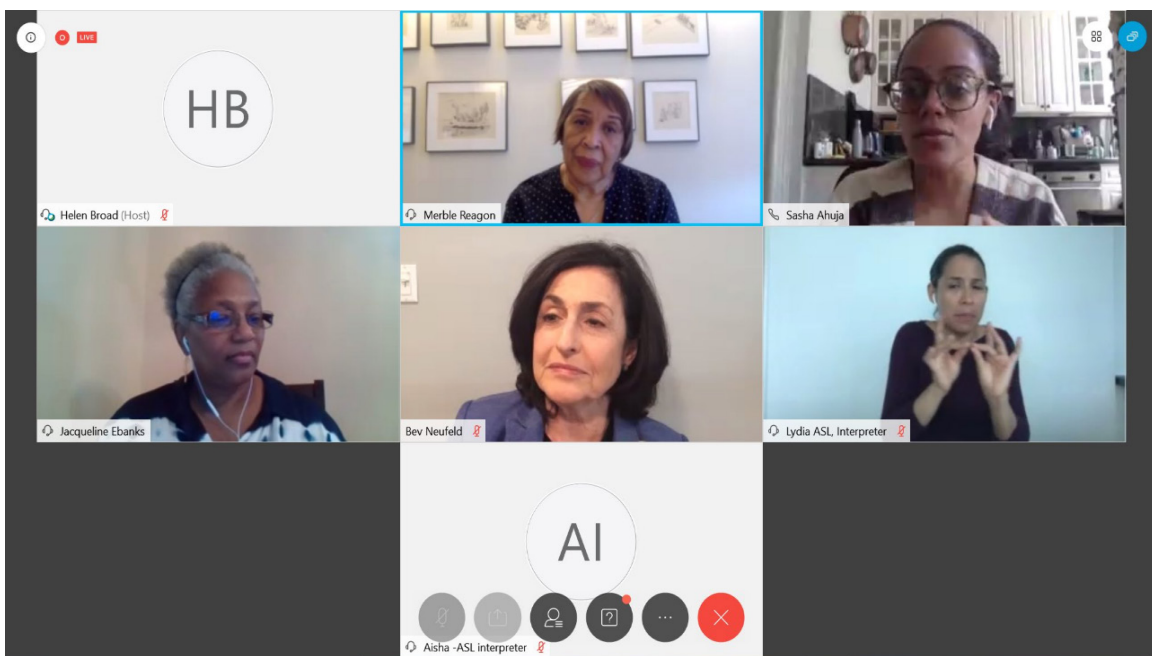 LIVE
HB
Helen Broad (Host)
Merble Reagon
Sasha Ahuja
Jacqueline Ebanks
Bev Neufeld
Lydia ASL, Interpreter
AI
Aisha -ASL interpreter